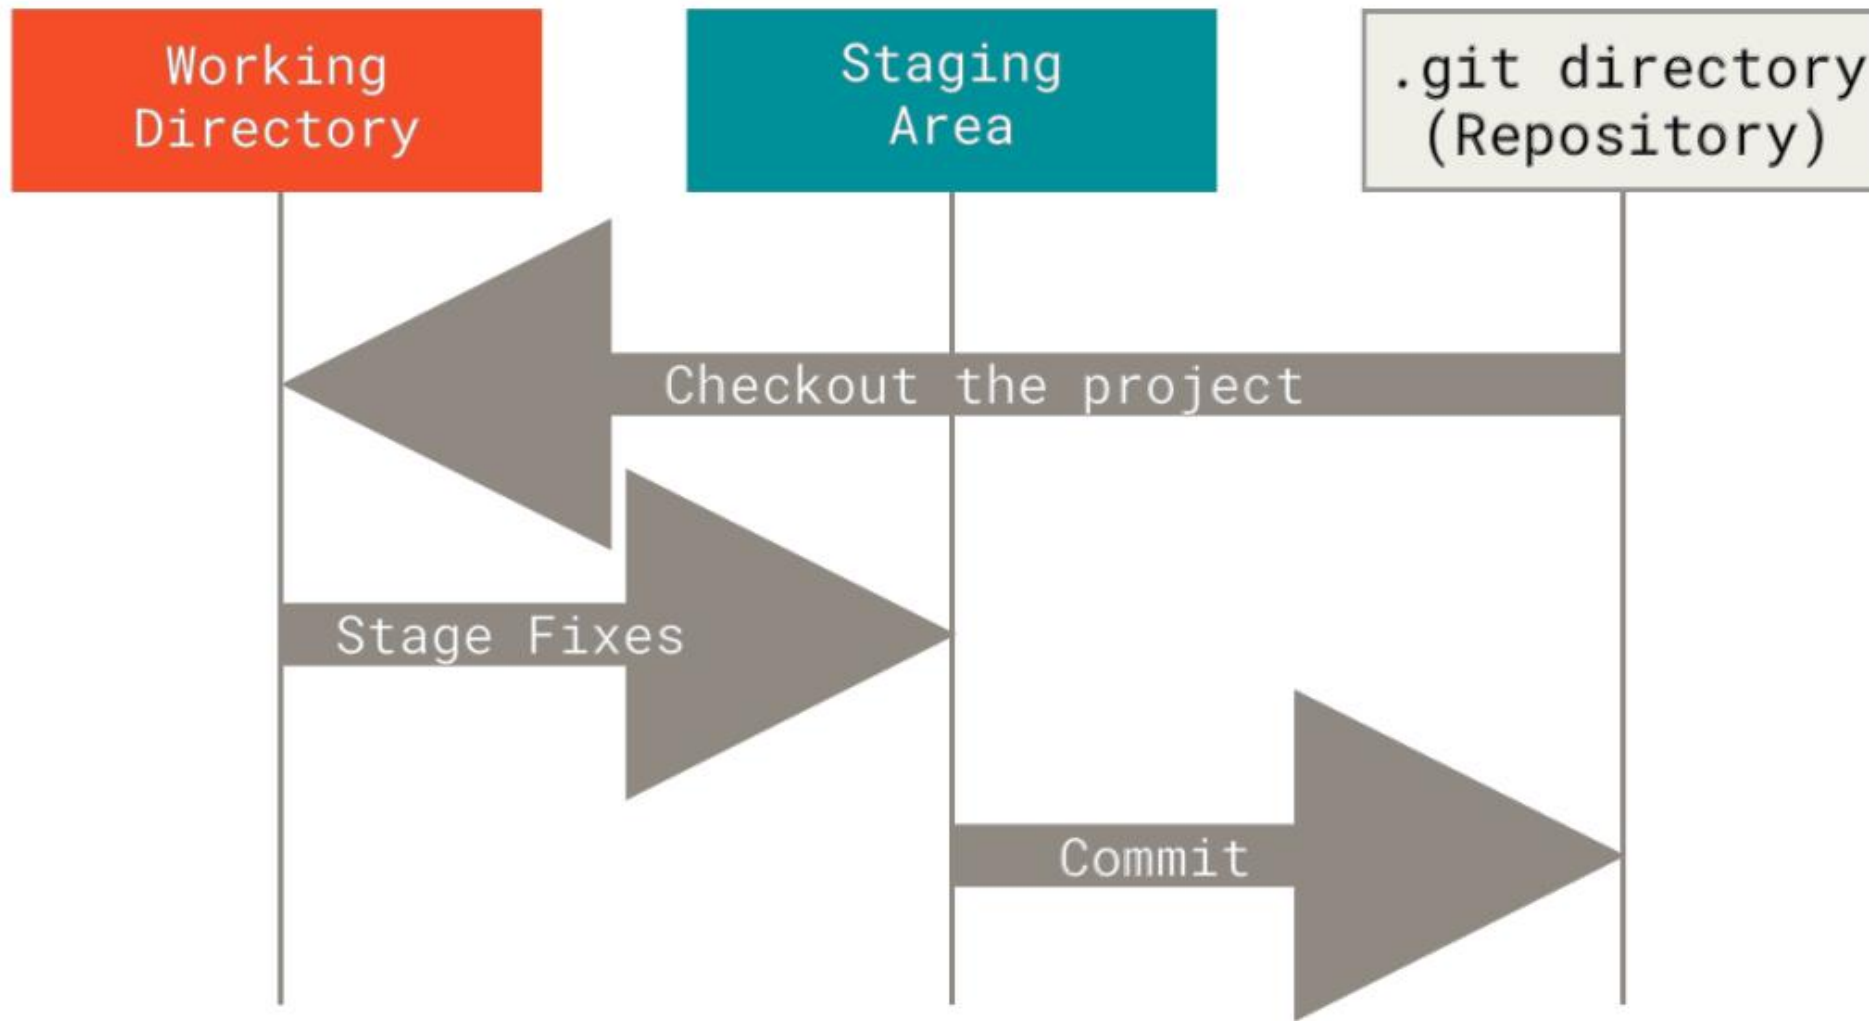 Working
Directory
Staging
Area
.git directory
(Repository)
Checkout the project
Stage Fixes
Commit